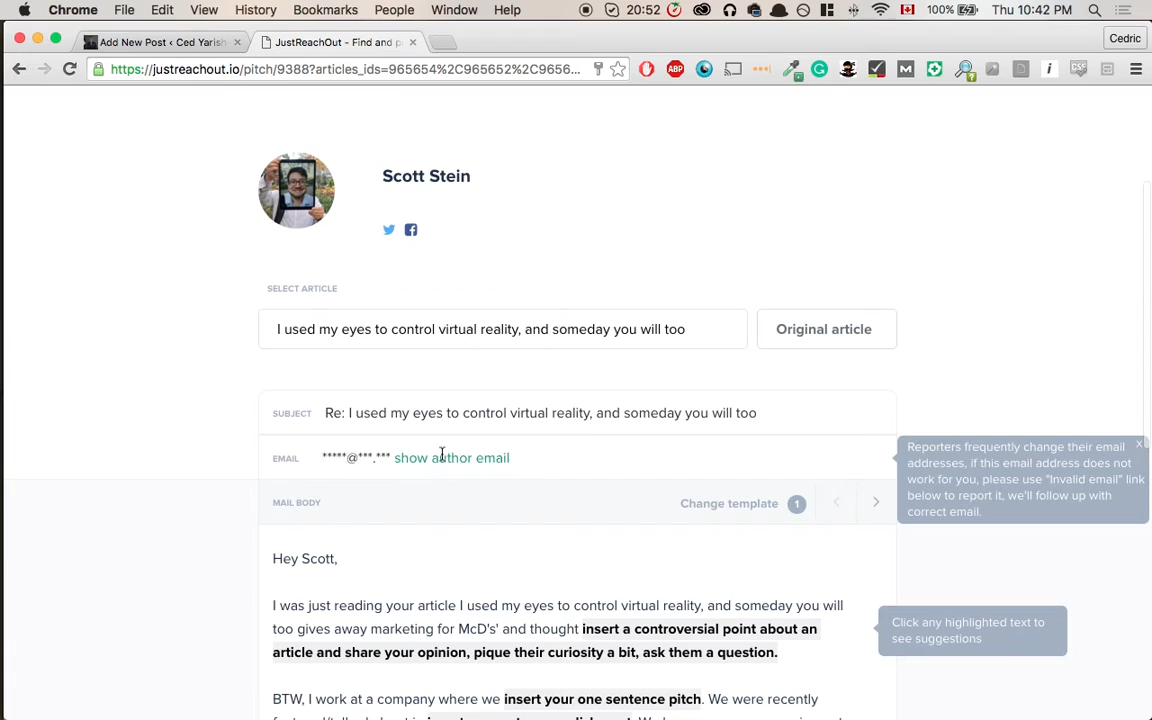 Chrome File Edit View History Bookmarks People Window Help 20:52 100% Thu 10:42 PM
Add New Post ‹ Ced Yarish × JustReachOut - Find and p × Cedric
https://justreachout.io/pitch/9388?articles_ids=965654%2C965652%2C9656...
Scott Stein
SELECT ARTICLE
I used my eyes to control virtual reality, and someday you will too Original article
SUBJECT Re: I used my eyes to control virtual reality, and someday you will too
EMAIL *****@***.*** show author email
Reporters frequently change their email x
addresses, if this email address does not
work for you, please use "Invalid email" link
below to report it, we'll follow up with
correct email.
MAIL BODY Change template 1
Hey Scott,
I was just reading your article I used my eyes to control virtual reality, and someday you will
too gives away marketing for McD's' and thought insert a controversial point about an
article and share your opinion, pique their curiosity a bit, ask them a question.
Click any highlighted text to
see suggestions
BTW, I work at a company where we insert your one sentence pitch. We were recently